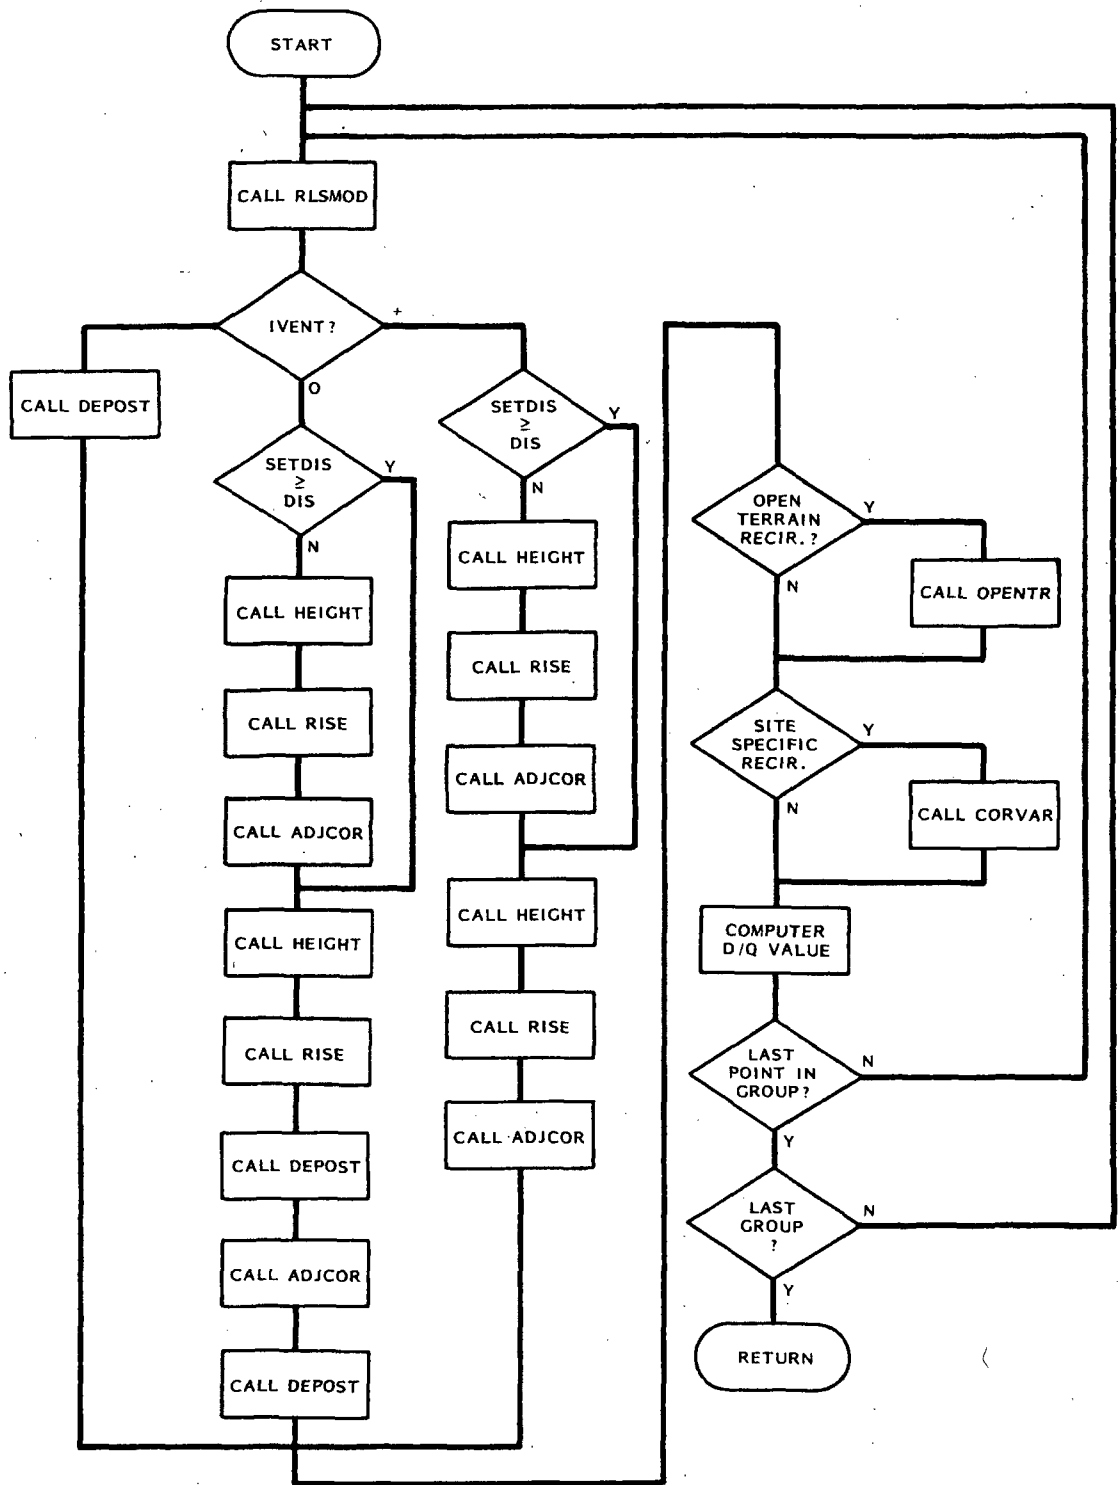 START
CALL RLSMOD
IVENT?
+
O
CALL DEPOST
SETDIS
≥
DIS
Y
N
CALL HEIGHT
CALL RISE
CALL ADJCOR
CALL HEIGHT
CALL RISE
CALL DEPOST
CALL ADJCOR
CALL DEPOST
SETDIS
≥
DIS
Y
N
CALL HEIGHT
CALL RISE
CALL ADJCOR
CALL HEIGHT
CALL RISE
CALL ADJCOR
OPEN
TERRAIN
RECIR.?
Y
N
CALL OPENTR
SITE
SPECIFIC
RECIR.
Y
N
CALL CORVAR
COMPUTER
D/Q VALUE
LAST
POINT IN
GROUP?
N
Y
LAST
GROUP
?
N
Y
RETURN